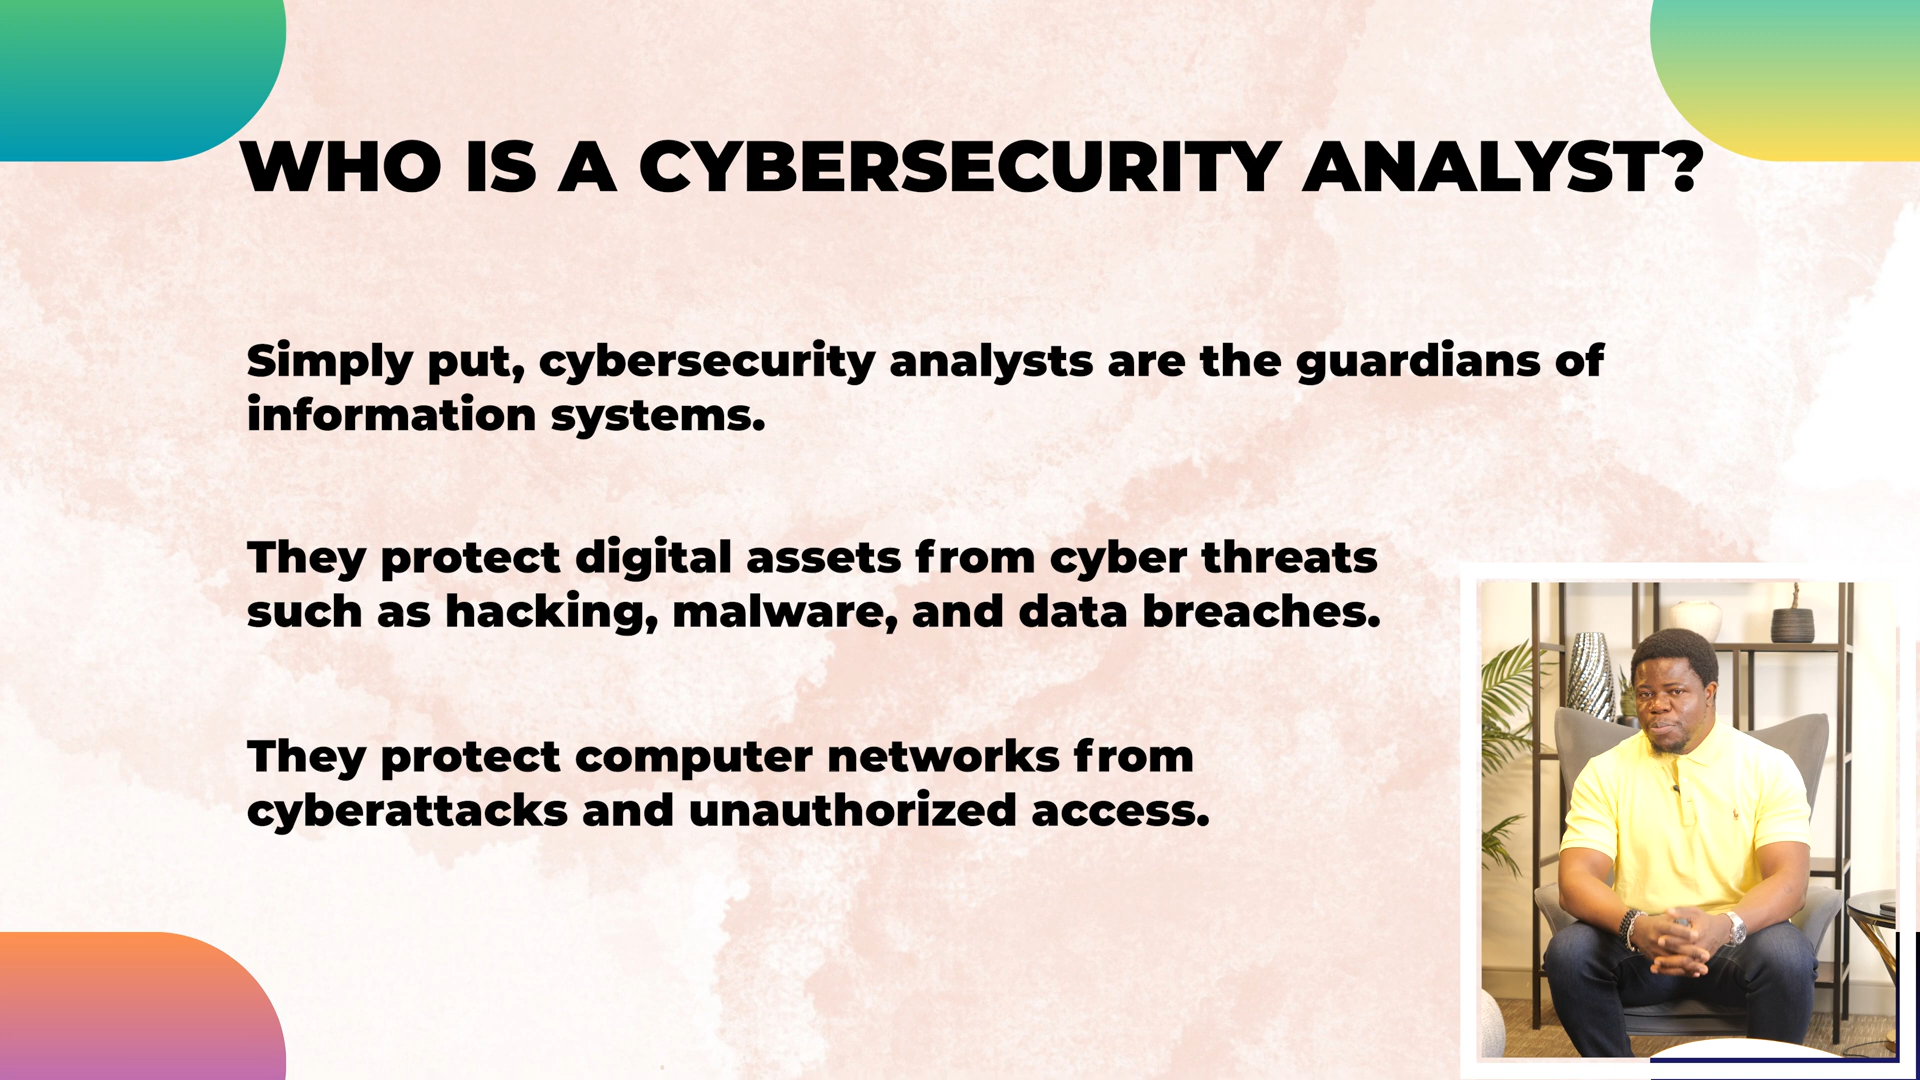 WHO IS A CYBERSECURITY ANALYST?
Simply put, cybersecurity analysts are the guardians of
information systems.
They protect digital assets from cyber threats
such as hacking, malware, and data breaches.
They protect computer networks from
cyberattacks and unauthorized access.